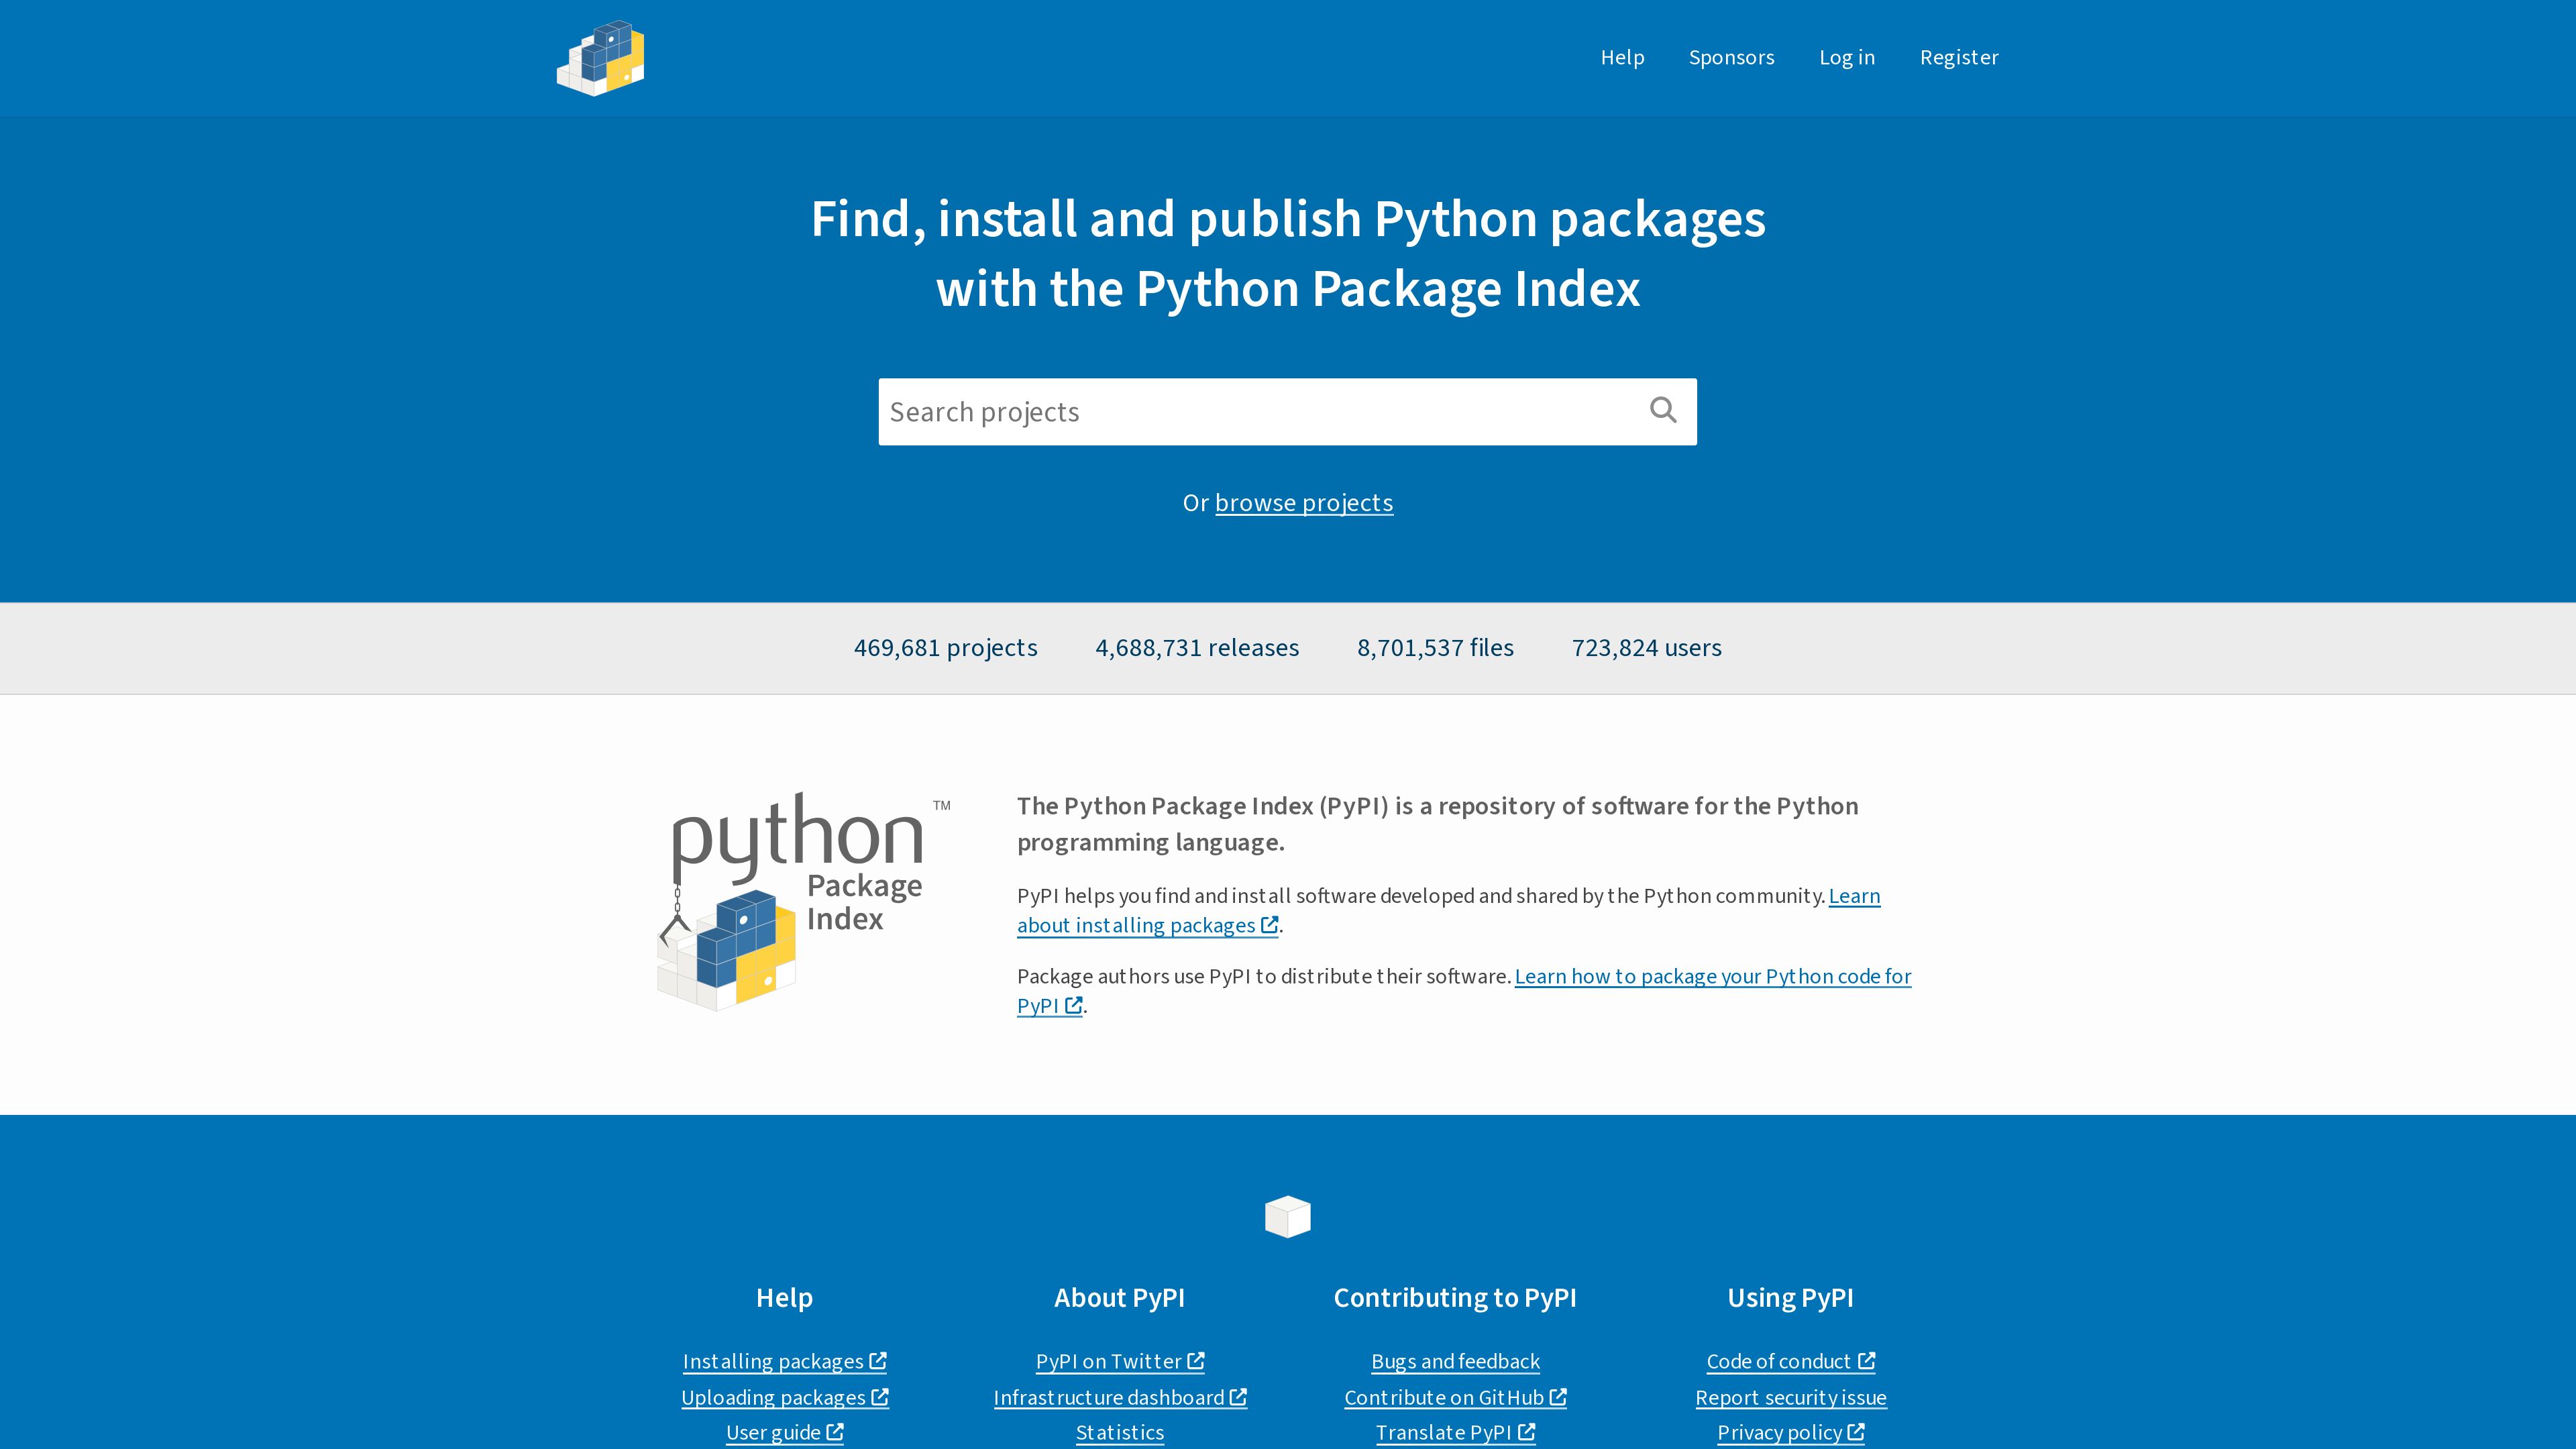 Help Sponsors Log in Register
Find, install and publish Python packages
with the Python Package Index
Search projects
Or browse projects
469,681 projects 4,688,731 releases 8,701,537 files 723,824 users
python TM
Package
Index
The Python Package Index (PyPI) is a repository of software for the Python
programming language.
PyPI helps you find and install software developed and shared by the Python community. Learn
about installing packages.
Package authors use PyPI to distribute their software. Learn how to package your Python code for
PyPI.
Help
Installing packages
Uploading packages
User guide
About PyPI
PyPI on Twitter
Infrastructure dashboard
Statistics
Contributing to PyPI
Bugs and feedback
Contribute on GitHub
Translate PyPI
Using PyPI
Code of conduct
Report security issue
Privacy policy